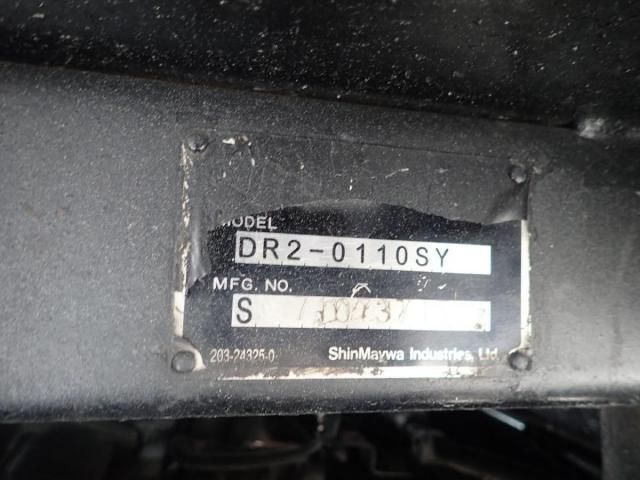 MODEL
DR2-0110SY
MFG. NO.
S
203-24325-0 ShinMaywa Industries, Ltd.